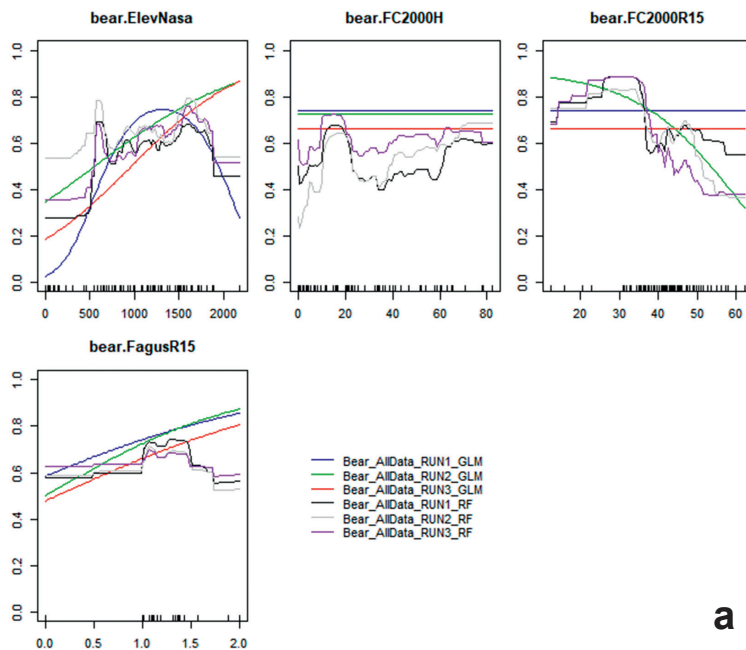 bear.ElevNasa
bear.FC2000H
bear.FC2000R15
1.0
0.8
0.6
0.4
0.2
0.0
0 500 1000 1500 2000
1.0
0.8
0.6
0.4
0.2
0.0
0 20 40 60 80
1.0
0.8
0.6
0.4
0.2
0.0
20 30 40 50 60
bear.FagusR15
1.0
0.8
0.6
0.4
0.2
0.0
0.0 0.5 1.0 1.5 2.0
Bear_AllData_RUN1_GLM
Bear_AllData_RUN2_GLM
Bear_AllData_RUN3_GLM
Bear_AllData_RUN1_RF
Bear_AllData_RUN2_RF
Bear_AllData_RUN3_RF
a